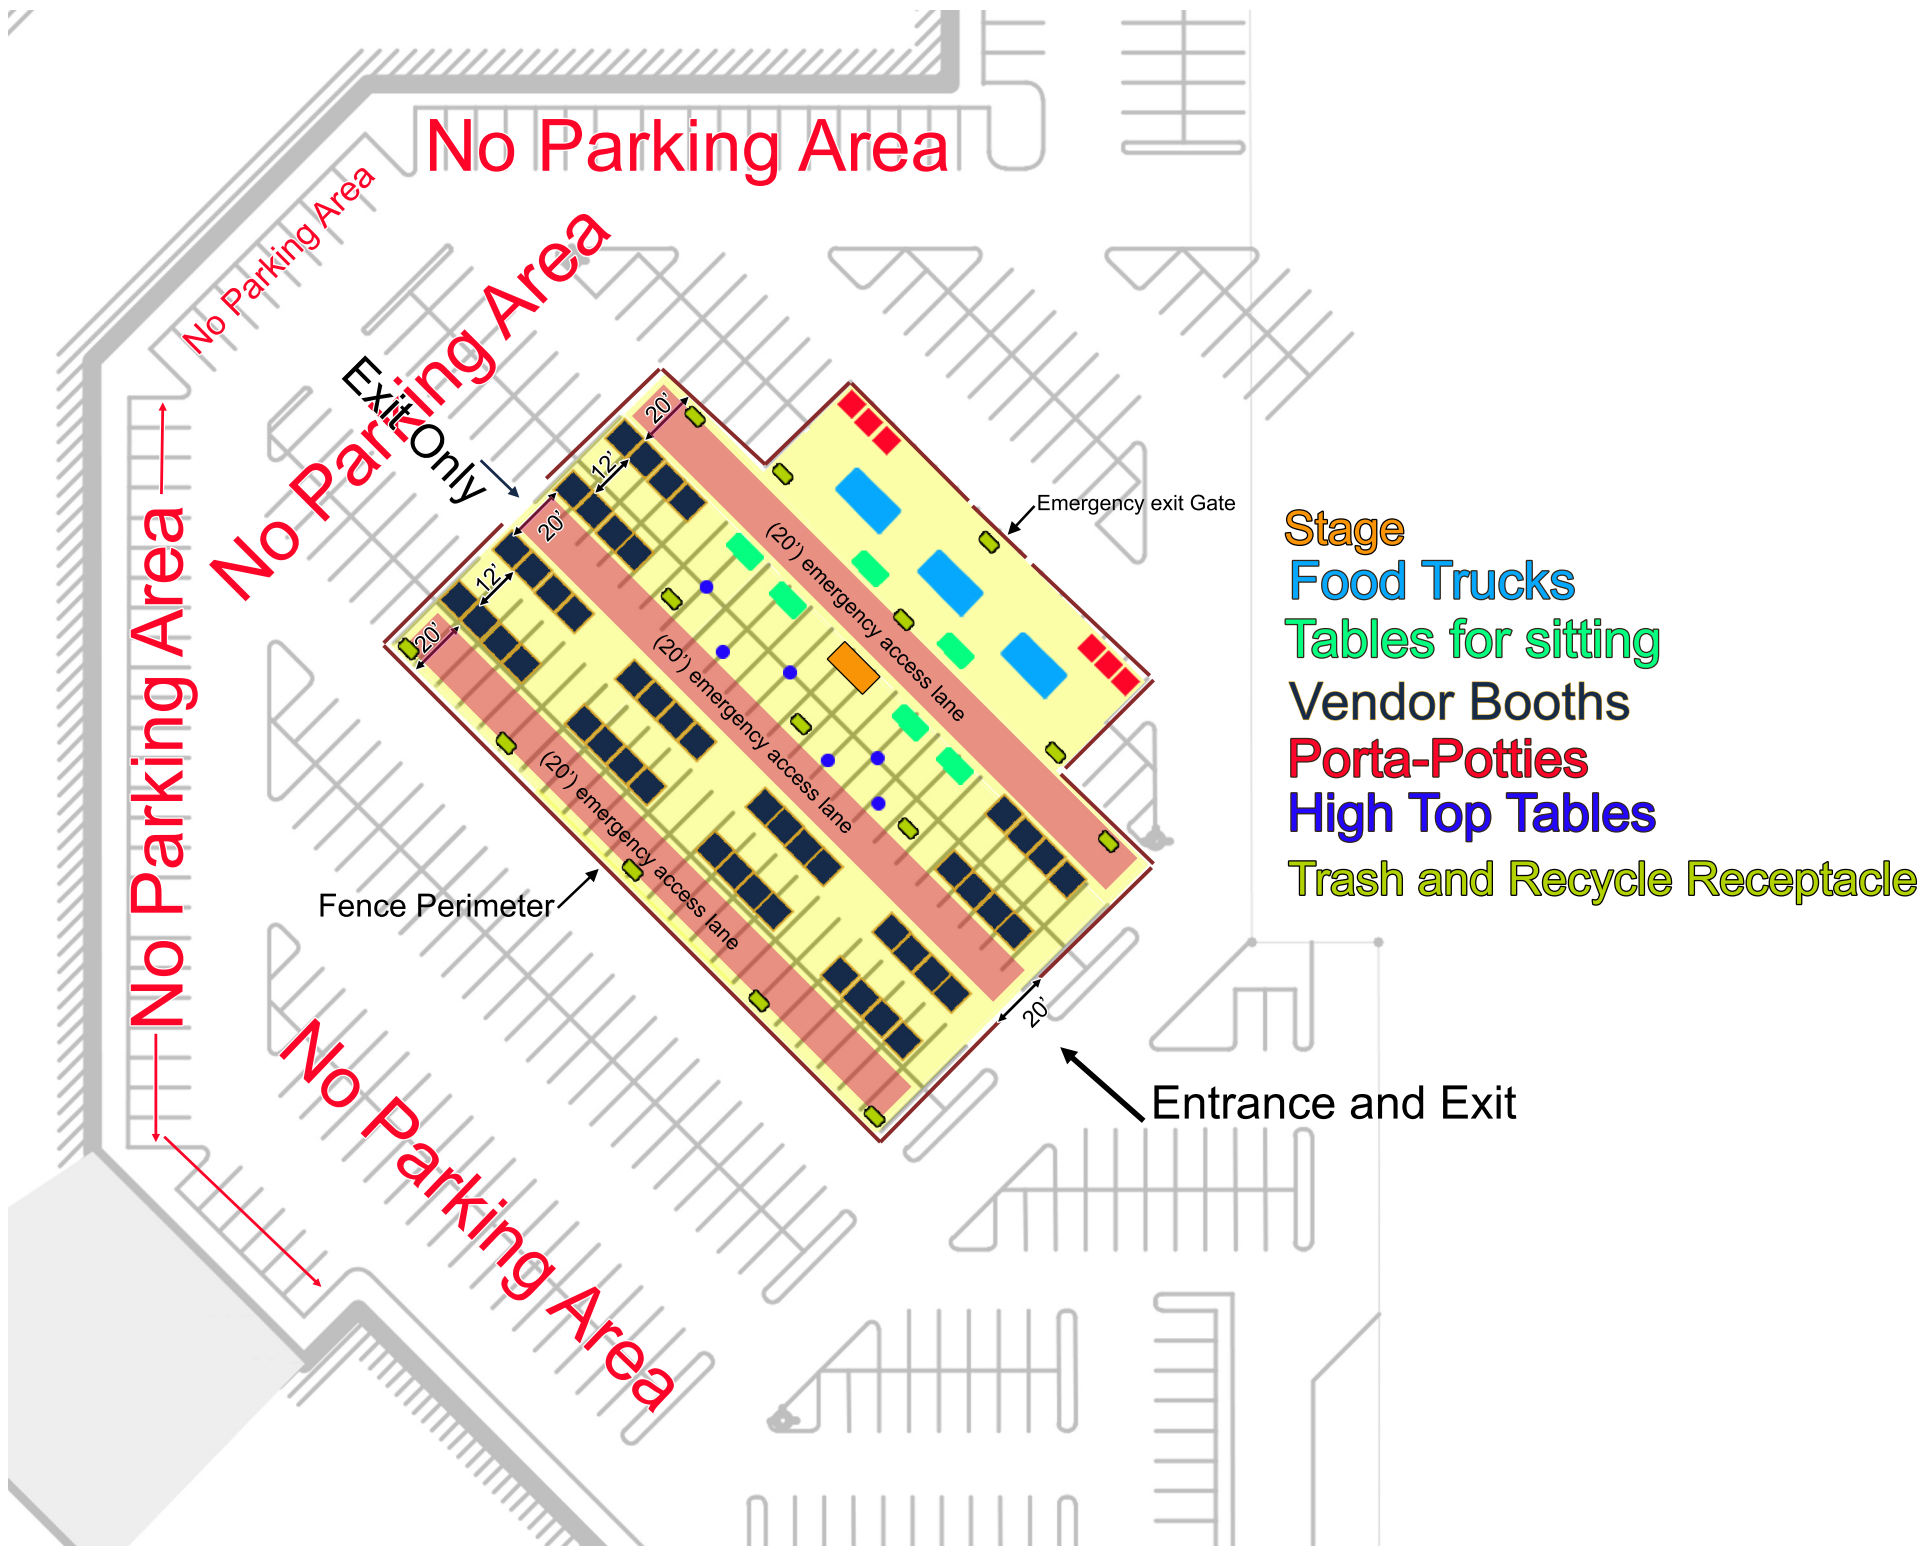 No Parking Area
No Parking Area
No Parking Area
Exit Only
20'
12'
20'
12'
20'
Emergency exit Gate
(20') emergency access lane
(20') emergency access lane
(20') emergency access lane
Stage
Food Trucks
Tables for sitting
Vendor Booths
Porta-Potties
High Top Tables
Trash and Recycle Receptacle
No Parking Area
Fence Perimeter
20'
Entrance and Exit
No Parking Area